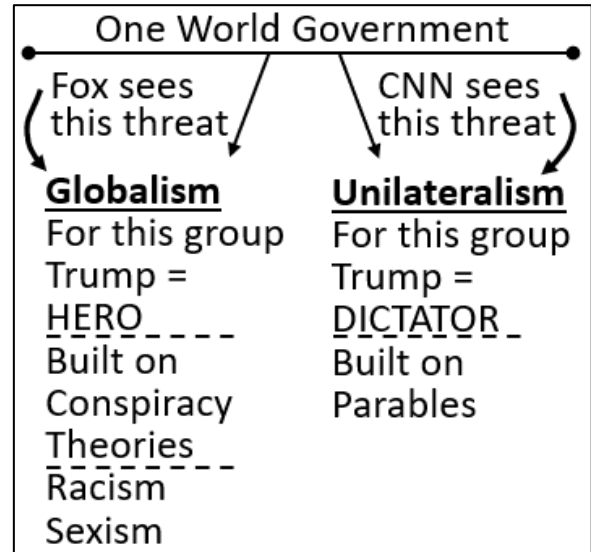 One World Government
Fox sees
this threat
CNN sees
this threat
Globalism
For this group
Trump =
HERO
Built on
Conspiracy
Theories
Racism
Sexism
Unilateralism
For this group
Trump =
DICTATOR
Built on
Parables